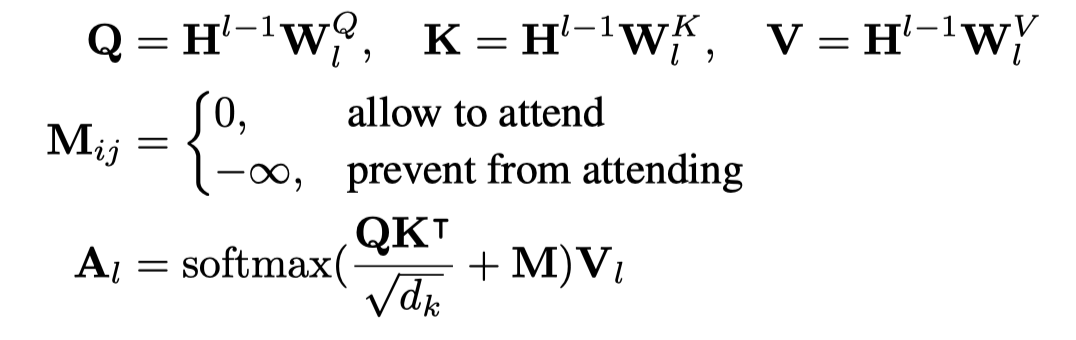 Q = H^{l−1}W_l^Q, K = H^{l−1}W_l^K, V = H^{l−1}W_l^V
M_{ij} = { 0, allow to attend
−∞, prevent from attending
A_l = softmax(QK^⊤/√d_k + M)V_l